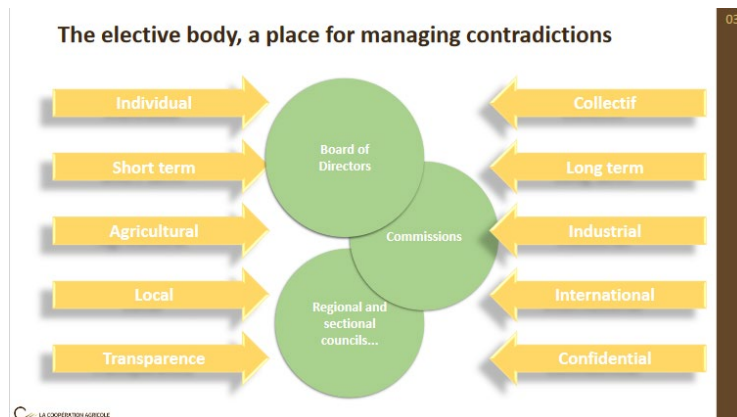 03
The elective body, a place for managing contradictions
Individual
Short term
Agricultural
Local
Transparence
Board of
Directors
Commissions
Regional and
sectional
councils...
Collectif
Long term
Industrial
International
Confidential
LA COOPÉRATION AGRICOLE